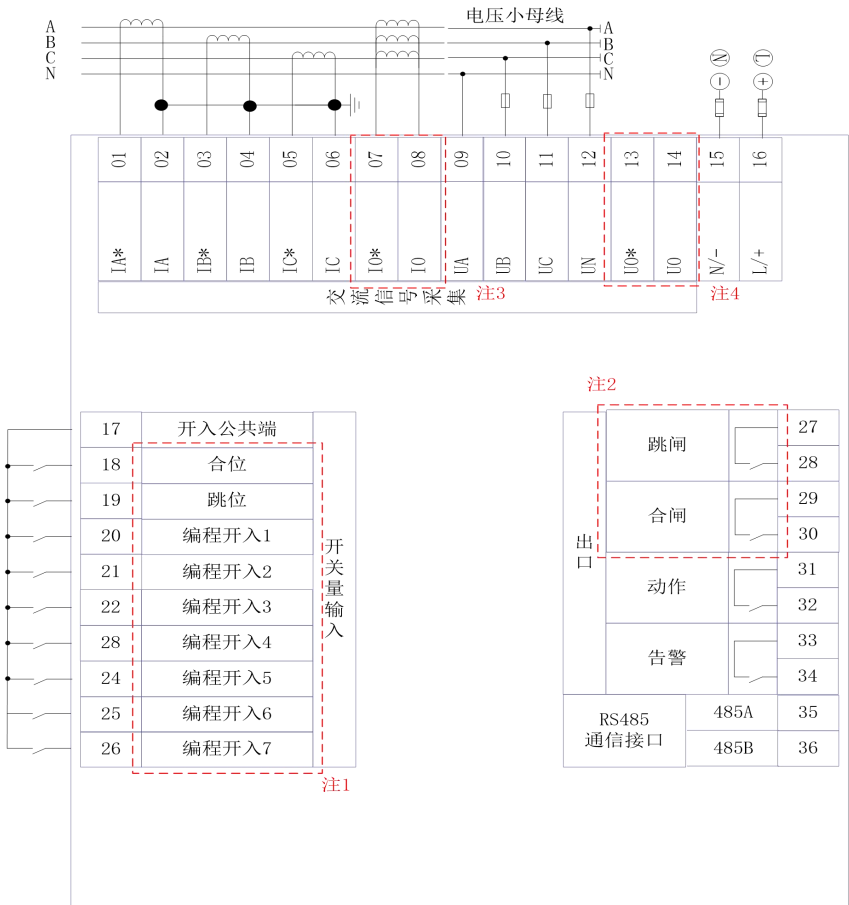 电压小母线
A
B
C
N
A
B
C
N
N
L
-
+
01
02
03
04
05
06
07
08
09
10
11
12
13
14
15
16
IA*
IA
IB*
IB
IC*
IC
I0*
I0
UA
UB
UC
UN
U0*
U0
N/-
L/+
交流信号采集
注3
注4
17 开入公共端
18 合位
19 跳位
20 编程开入1
21 编程开入2
22 编程开入3
28 编程开入4
24 编程开入5
25 编程开入6
26 编程开入7
开关量输入
注1
注2
出口
跳闸
27
28
合闸
29
30
动作
31
32
告警
33
34
RS485
通信接口
485A 35
485B 36